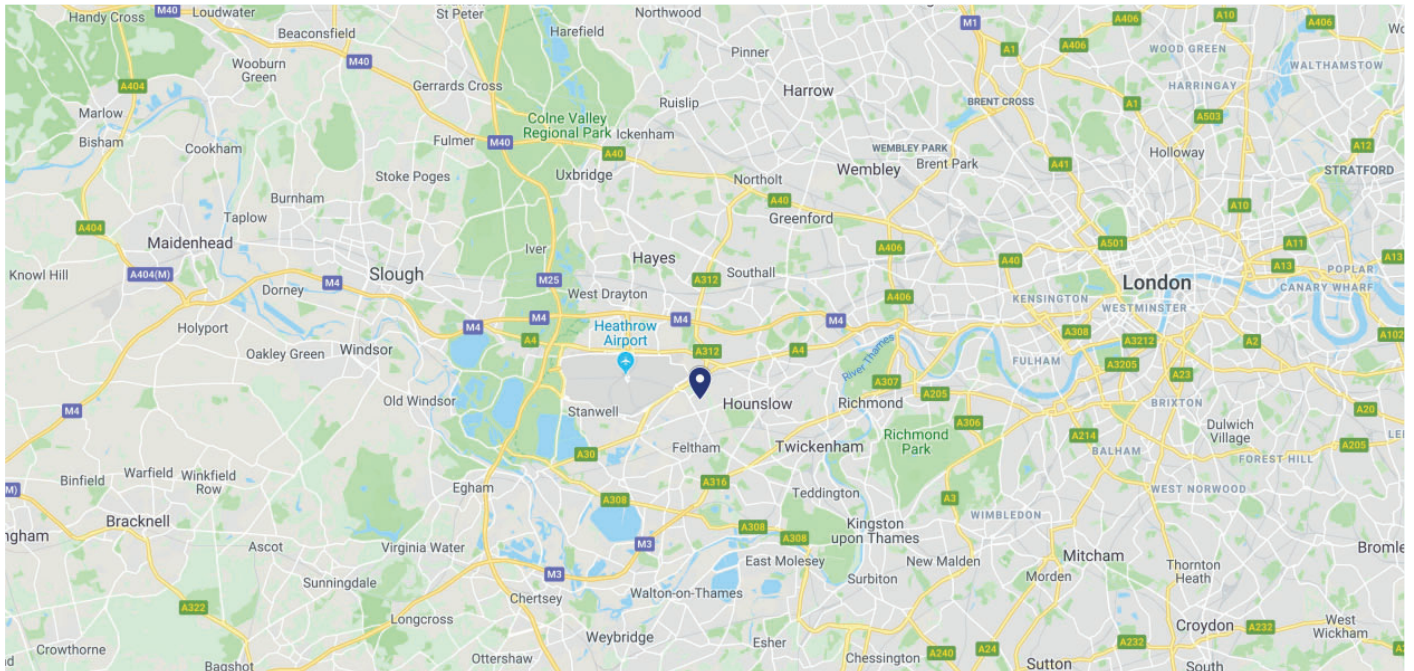 M40
Loudwater
Handy Cross
Beaconsfield
St Peter
Northwood
Harefield
M1
A406
A10
A406
A1
A406
WOOD GREEN
Pinner
Wooburn
Green
M40
WALTHAMSTOW
A404
Gerrards Cross
HARRINGAY
Harrow
BRENT CROSS
Ruislip
A1
Marlow
Colne Valley
Regional Park
A503
Ickenham
Bisham
Cookham
Fulmer
M40
WEMBLEY PARK
A12
A40
Holloway
Wembley
Brent Park
A41
STRATFORD
Stoke Poges
Uxbridge
Northolt
Burnham
A40
A10
Taplow
Greenford
A404
Maidenhead
A501
A11
Iver
A406
Hayes
A40
A13
A13
Knowl Hill
A404(M)
Slough
Southall
POPLAR
M4
M25
A312
London
Dorney
West Drayton
A406
KENSINGTON
CANARY WHARF
WESTMINSTER
M4
M4
M4
Holyport
M4
Heathrow
Airport
A308
A102
A4
A3212
A2
Oakley Green
Windsor
A312
A4
River Thames
FULHAM
A3205
A23
A307
A205
Old Windsor
Stanwell
Hounslow
Richmond
BRIXTON
M4
A20
A306
Dulwich
Village
Richmond
Park
A214
A205
Feltham
Twickenham
BALHAM
A30
FOREST HILL
Warfield
Winkfield
Row
Binfield
Egham
A316
WEST NORWOOD
M)
A308
Teddington
A3
WIMBLEDON
Bracknell
Kingston
upon Thames
A308
ngham
A308
Ascot
Virginia Water
M3
Mitcham
East Molesey
New Malden
Thornton
Heath
M3
Sunningdale
Surbiton
Morden
Walton-on-Thames
Chertsey
A322
Longcross
Croydon
A232
West
Wickham
Weybridge
Esher
A232
Crowthorne
A24
A240
Ottershaw
Chessington
Bagshot
Sutton
South